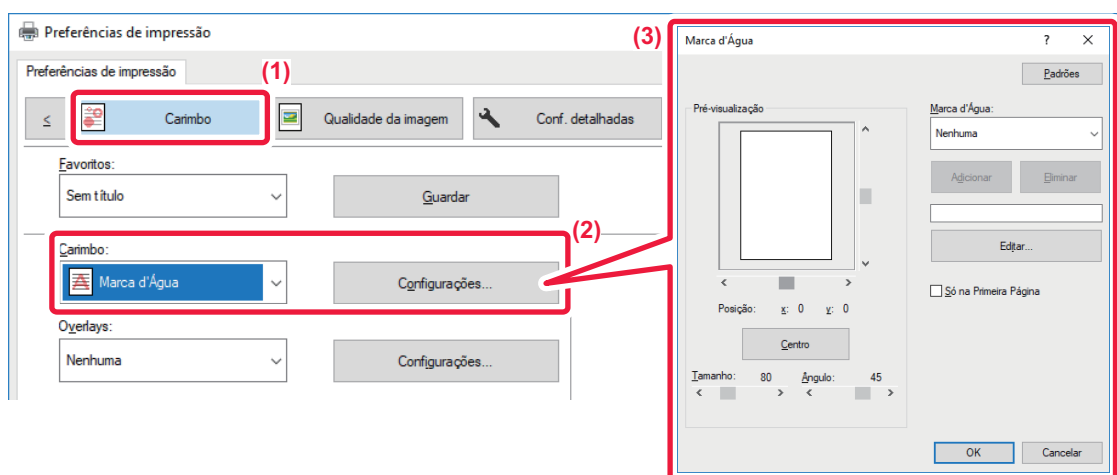 Preferências de impressão
Preferências de impressão
(1)
≤
Carimbo
Qualidade da imagem
Conf. detalhadas
Favoritos:
Sem título
Guardar
(2)
Carimbo:
Marca d'Água
Configurações...
Overlays:
Nenhuma
Configurações...
(3)
Marca d'Água
?
Padrões
Pré-visualização
Posição: x: 0 y: 0
Centro
Tamanho: 80 Ângulo: 45
Marca d'Água:
Nenhuma
Adicionar
Eliminar
Editar...
Só na Primeira Página
OK
Cancelar